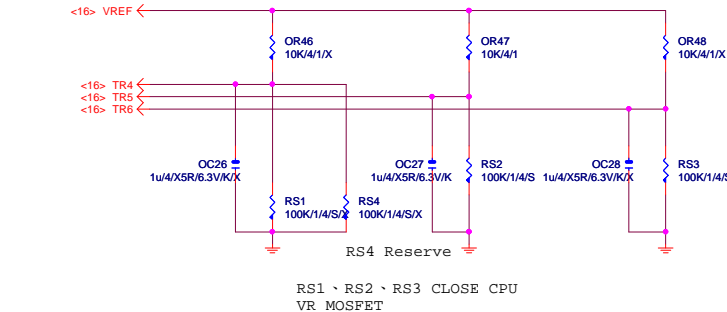 <16> VREF
OR46
10K/4/1/X
OR47
10K/4/1
OR48
10K/4/1/X
<16> TR4
<16> TR5
<16> TR6
OC26
1u/4/X5R/6.3V/K/X
OC27
1u/4/X5R/6.3V/K
RS2
100K/1/4/S
OC28
1u/4/X5R/6.3V/K/X
RS3
100K/1/4/S
RS1
100K/1/4/S/X
RS4
100K/1/4/S/X
RS4 Reserve
RS1、RS2、RS3 CLOSE CPU
VR MOSFET